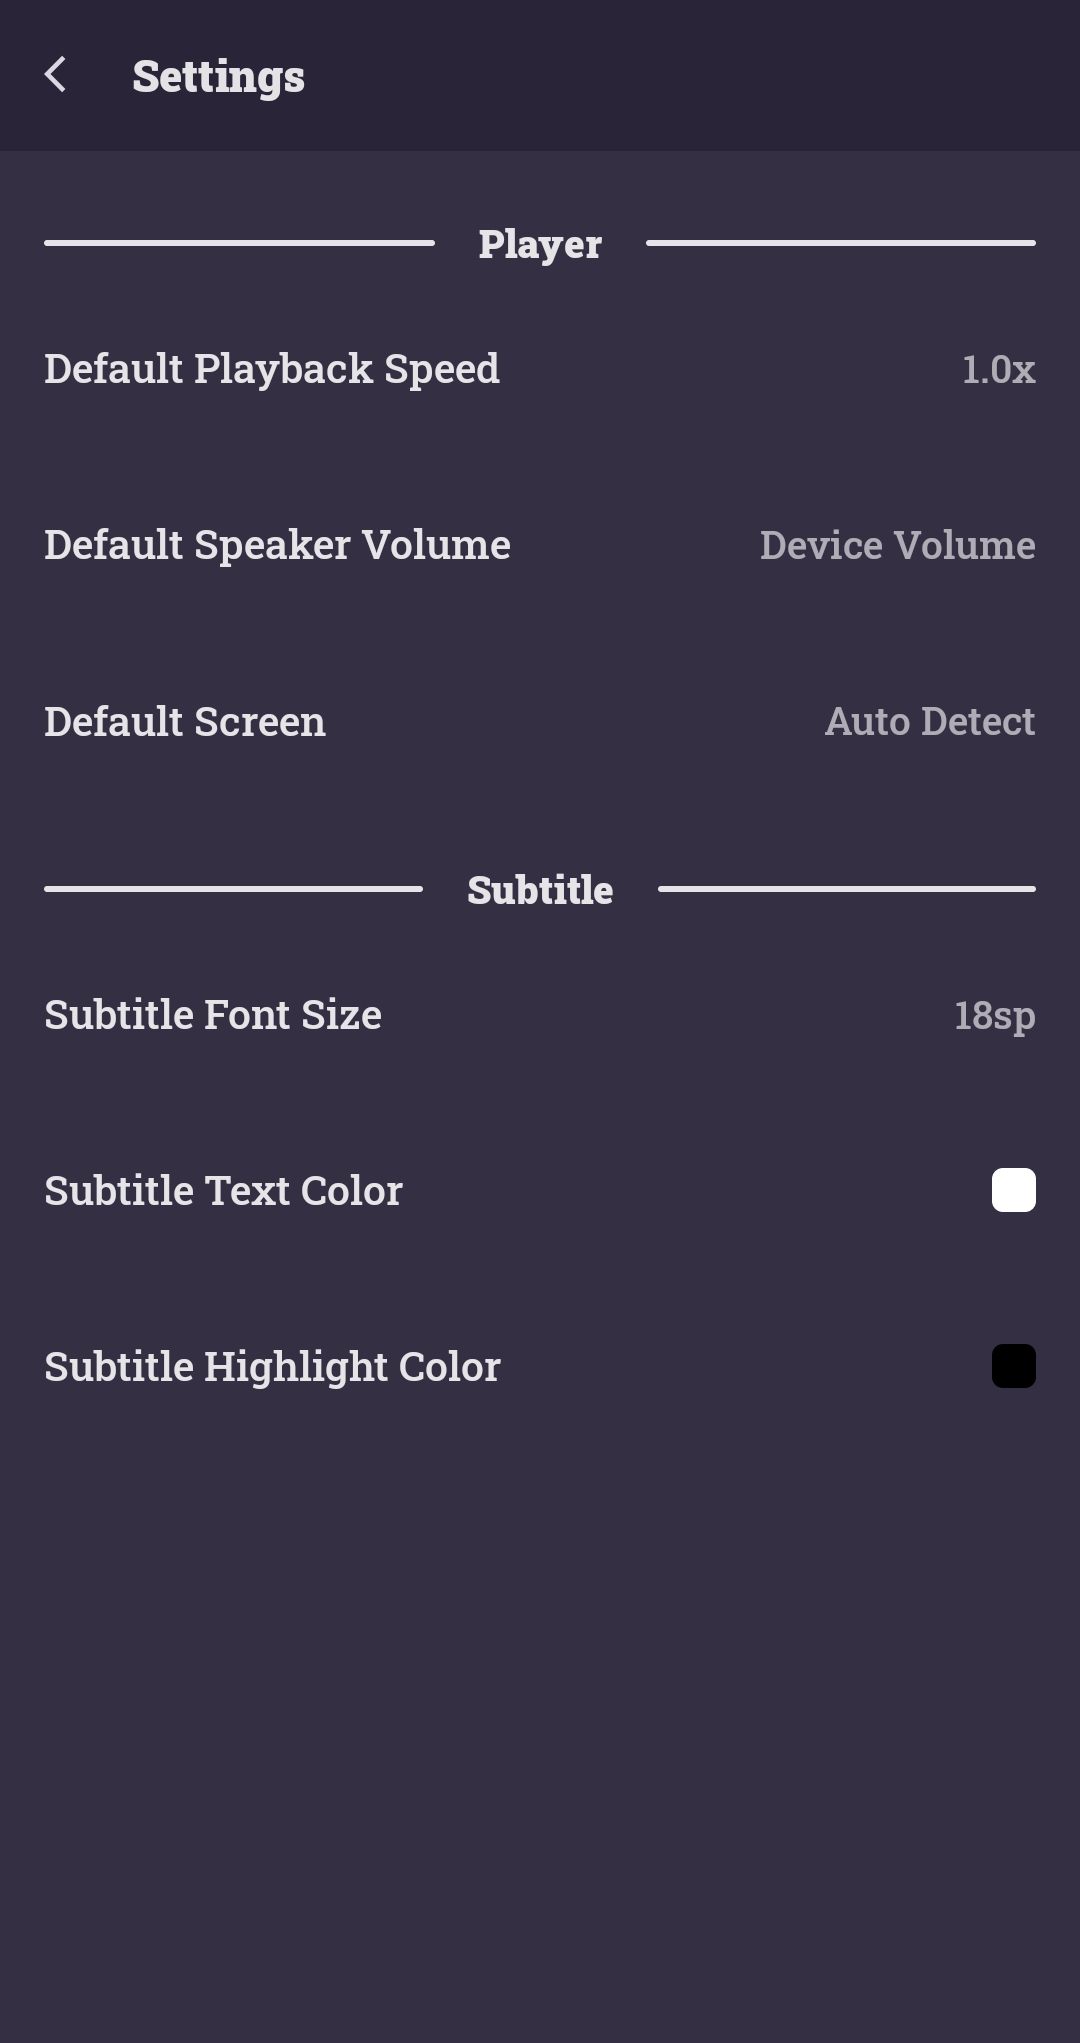 Settings
Player
Default Playback Speed 1.0x
Default Speaker Volume Device Volume
Default Screen Auto Detect
Subtitle
Subtitle Font Size 18sp
Subtitle Text Color
Subtitle Highlight Color